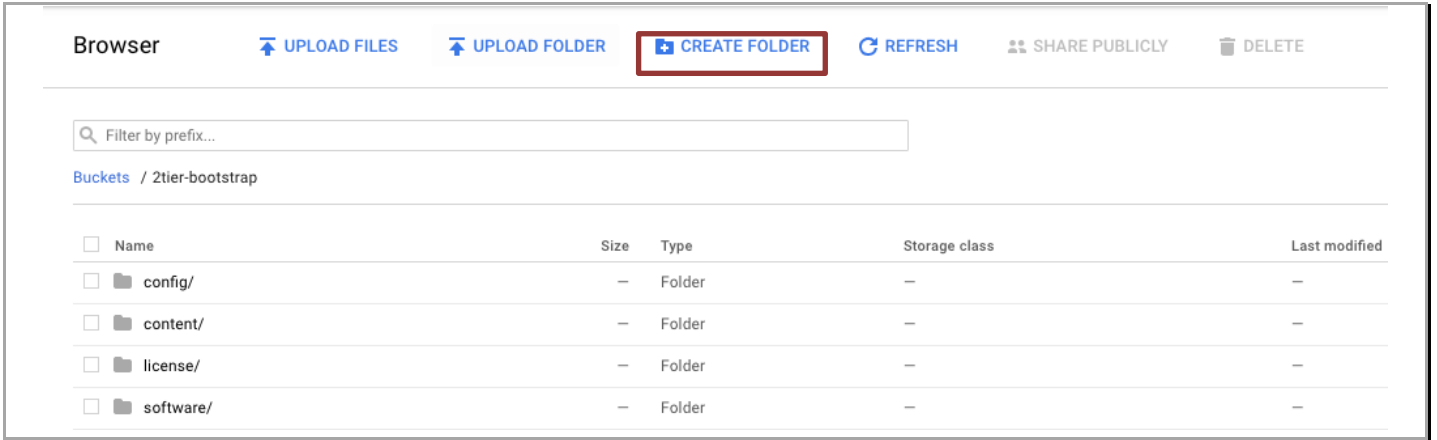 Browser UPLOAD FILES UPLOAD FOLDER CREATE FOLDER REFRESH SHARE PUBLICLY DELETE
Filter by prefix...
Buckets / 2tier-bootstrap
Name Size Type Storage class Last modified
config/ — Folder — —
content/ — Folder — —
license/ — Folder — —
software/ — Folder — —